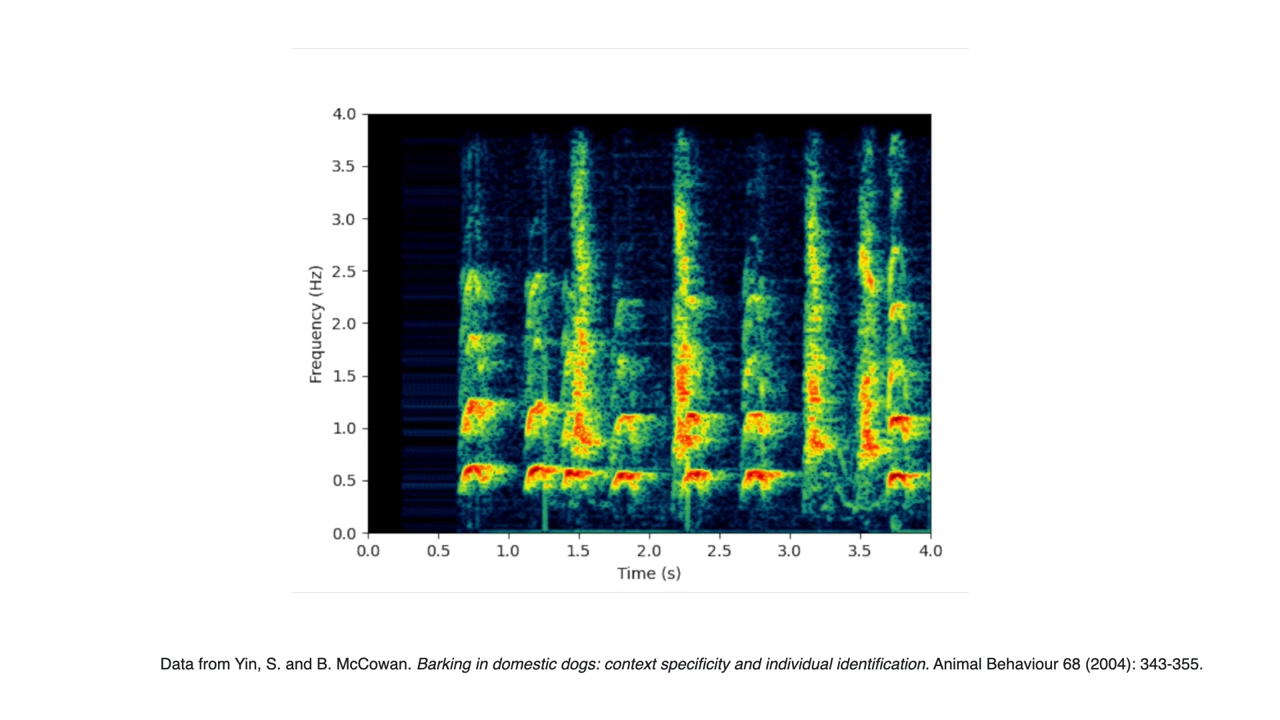 4.0
3.5
3.0
2.5
2.0
1.5
1.0
0.5
0.0
Frequency (Hz)
0.0 0.5 1.0 1.5 2.0 2.5 3.0 3.5 4.0
Time (s)
Data from Yin, S. and B. McCowan. Barking in domestic dogs: context specificity and individual identification. Animal Behaviour 68 (2004): 343-355.